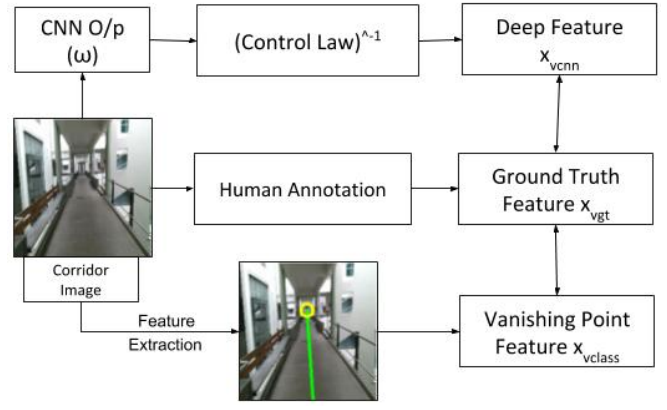 CNN O/p
(ω)
(Control Law)^-1
Deep Feature
x_vcnn
Human Annotation
Ground Truth
Feature x_vgt
Corridor
Image
Feature
Extraction
Vanishing Point
Feature x_vclass